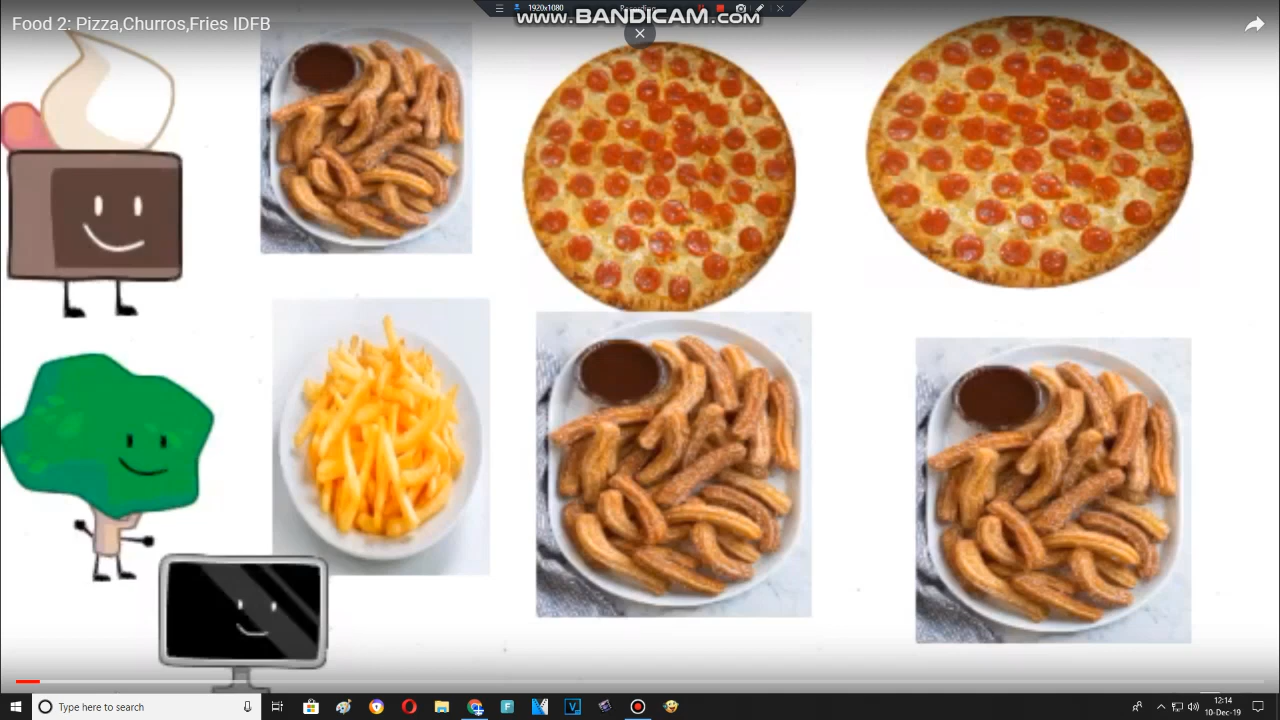 1920x1080
Recording
www.BANDICAM.com
Food 2: Pizza,Churros,Fries IDFB
Type here to search
12:14
10-Dec-19